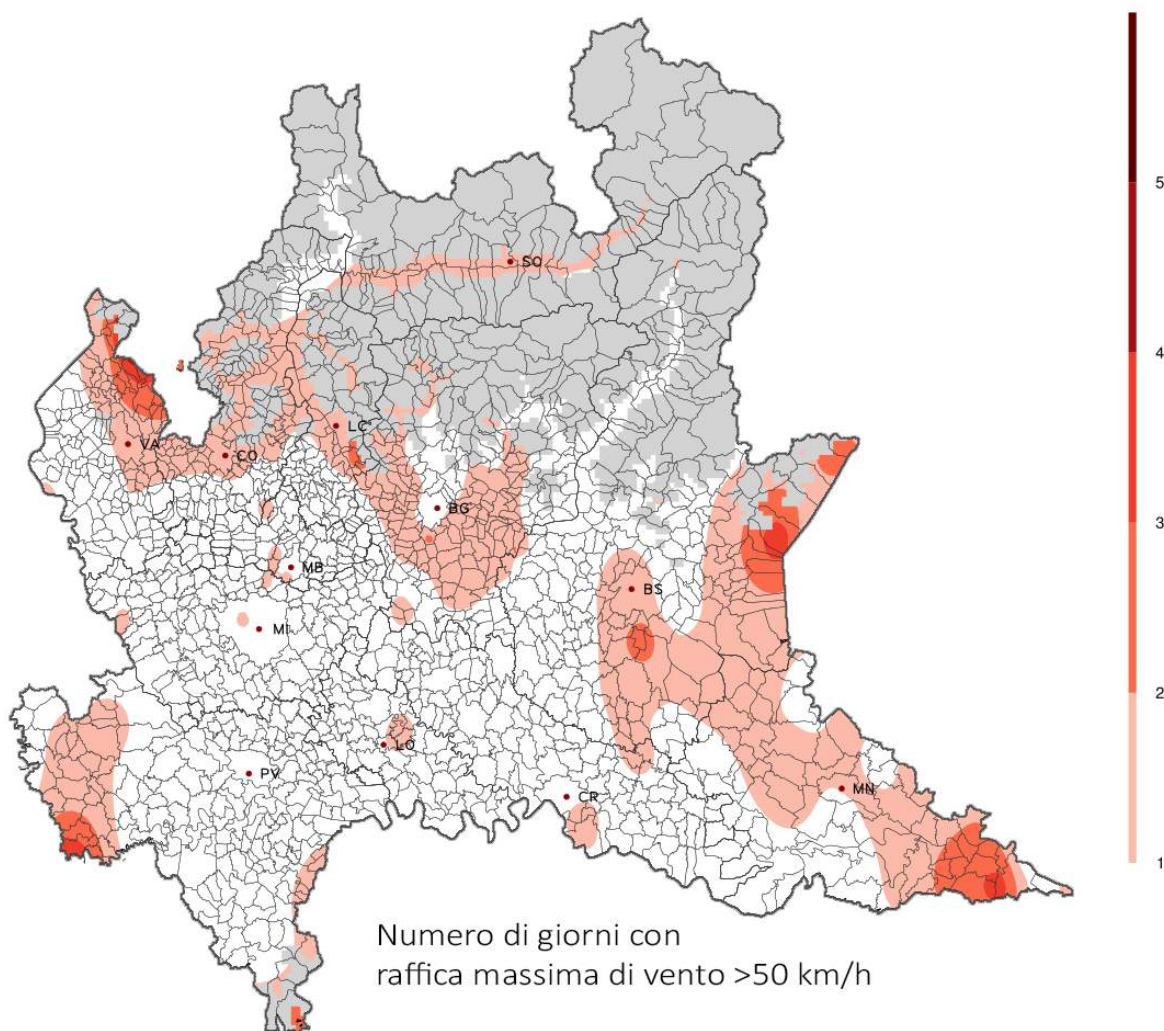 5
SO
4
LC
VA
CO
BG
3
MB
BS
MI
2
LO
PV
MN
CR
1
Numero di giorni con
raffica massima di vento >50 km/h